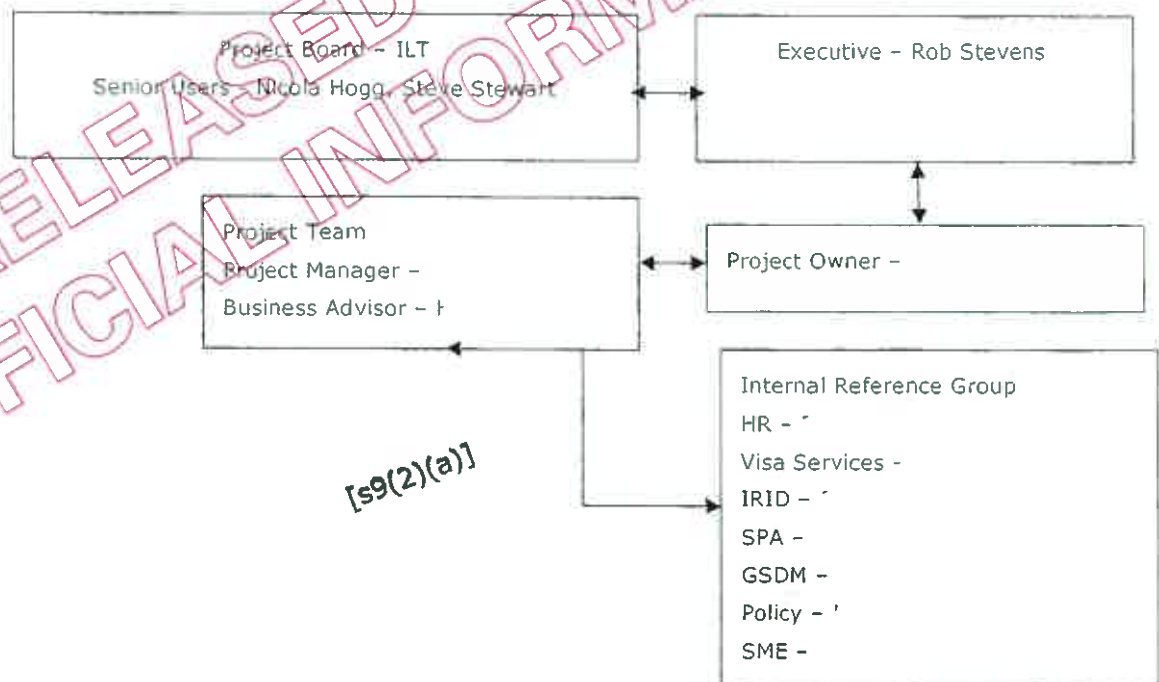 Project Board – ILT
Senior Users – Nicola Hogg, Steve Stewart
Executive – Rob Stevens
Project Team
Project Manager –
Business Advisor –
Project Owner –
Internal Reference Group
HR –
Visa Services -
IRID –
SPA –
GSDM –
Policy –
SME –
[s9(2)(a)]
RELEASED
OFFICIAL INFORM